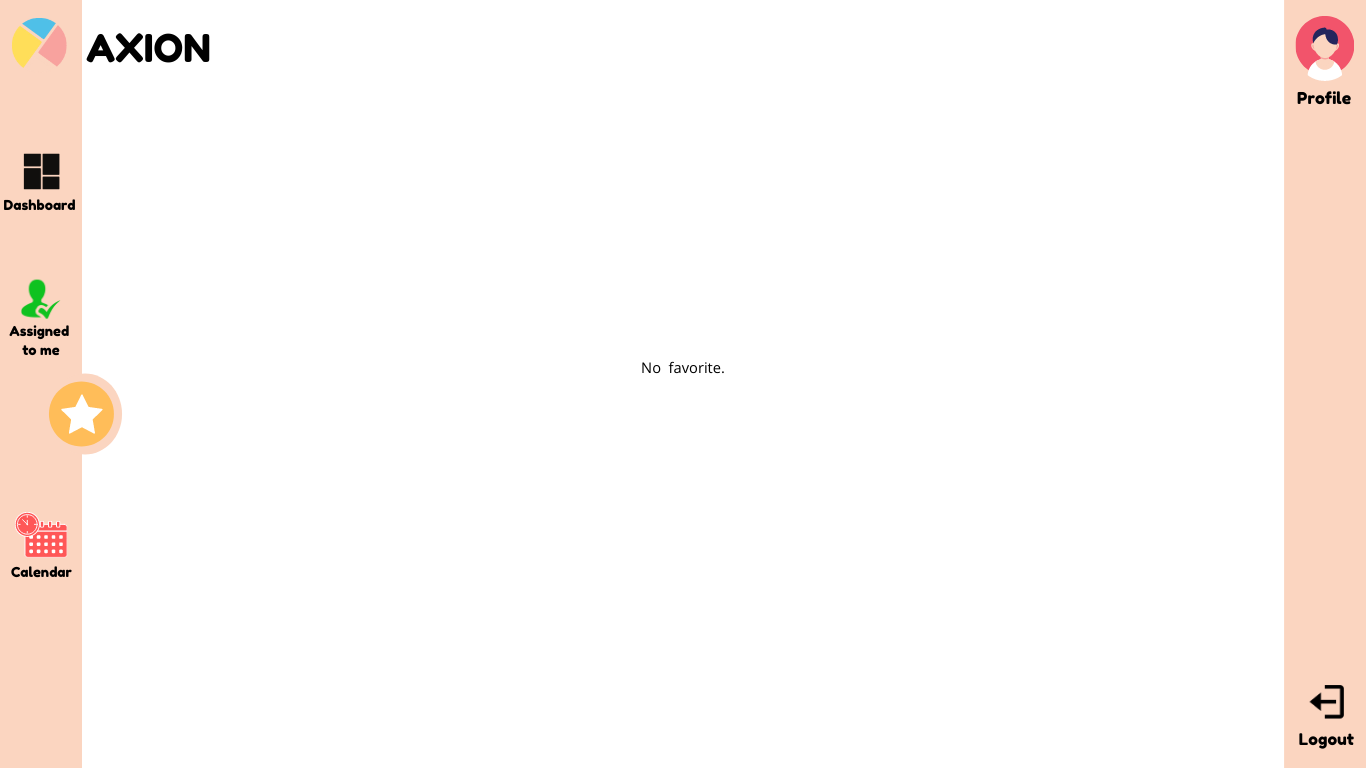 AXION
Profile
Dashboard
Assigned
to me
No favorite.
Calendar
Logout